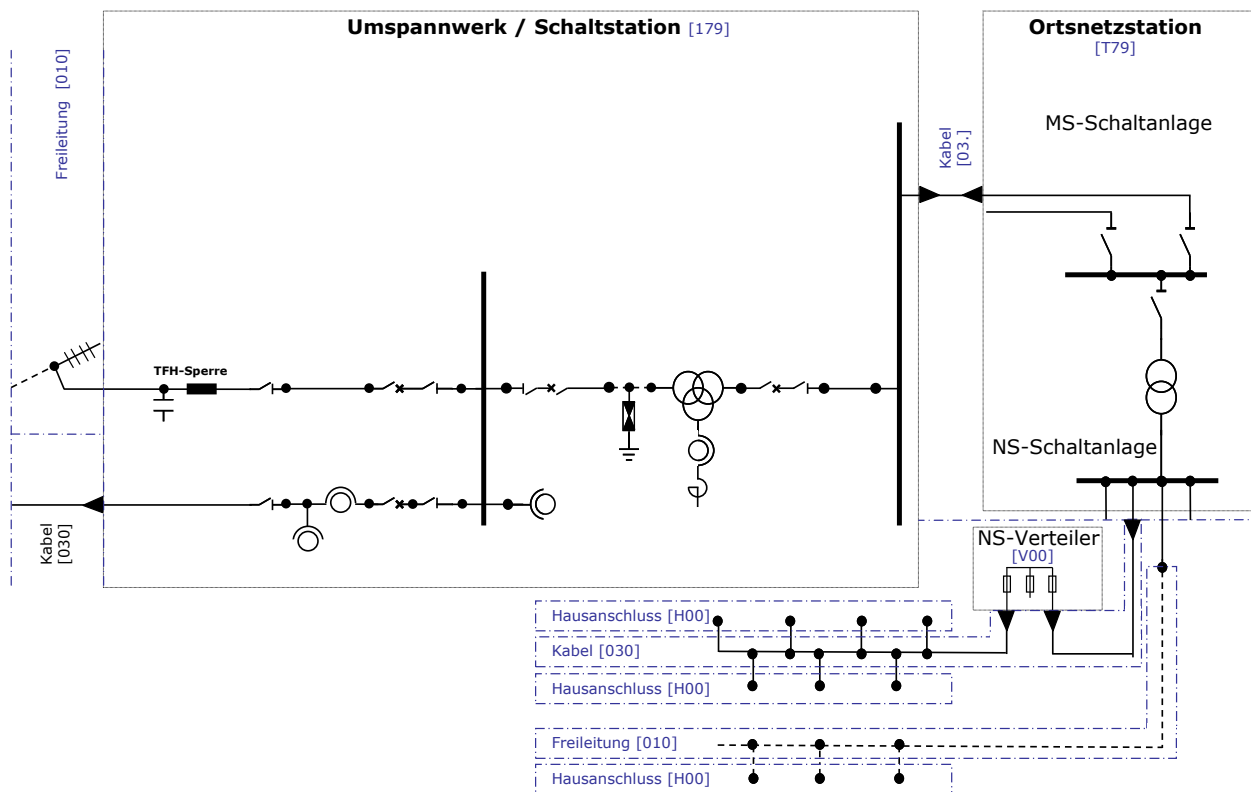 Umspannwerk / Schaltstation [179]
Ortsnetzstation
[T79]
Freileitung [010]
MS-Schaltanlage
Kabel
[03.]
TFH-Sperre
NS-Schaltanlage
Kabel
[030]
NS-Verteiler
[V00]
Hausanschluss [H00]
Kabel [030]
Hausanschluss [H00]
Freileitung [010]
Hausanschluss [H00]